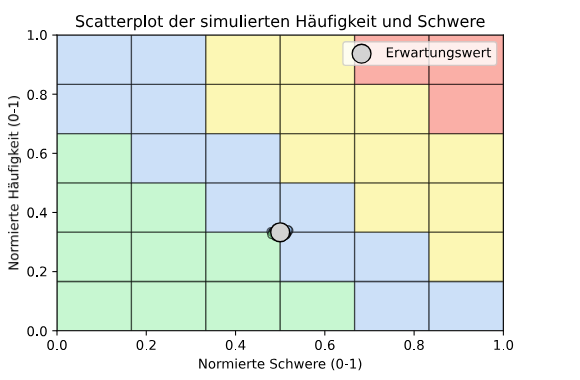 Scatterplot der simulierten Häufigkeit und Schwere
Erwartungswert
Normierte Häufigkeit (0-1)
1.0
0.8
0.6
0.4
0.2
0.0
0.0 0.2 0.4 0.6 0.8 1.0
Normierte Schwere (0-1)